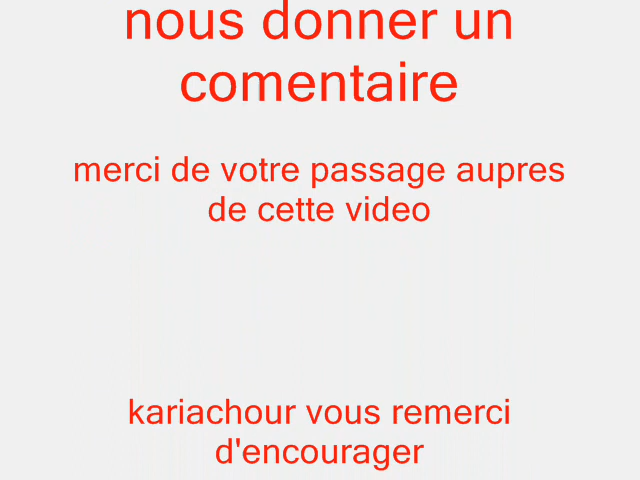 nous donner un
comentaire
merci de votre passage aupres
de cette video
kariachour vous remerci
d'encourager